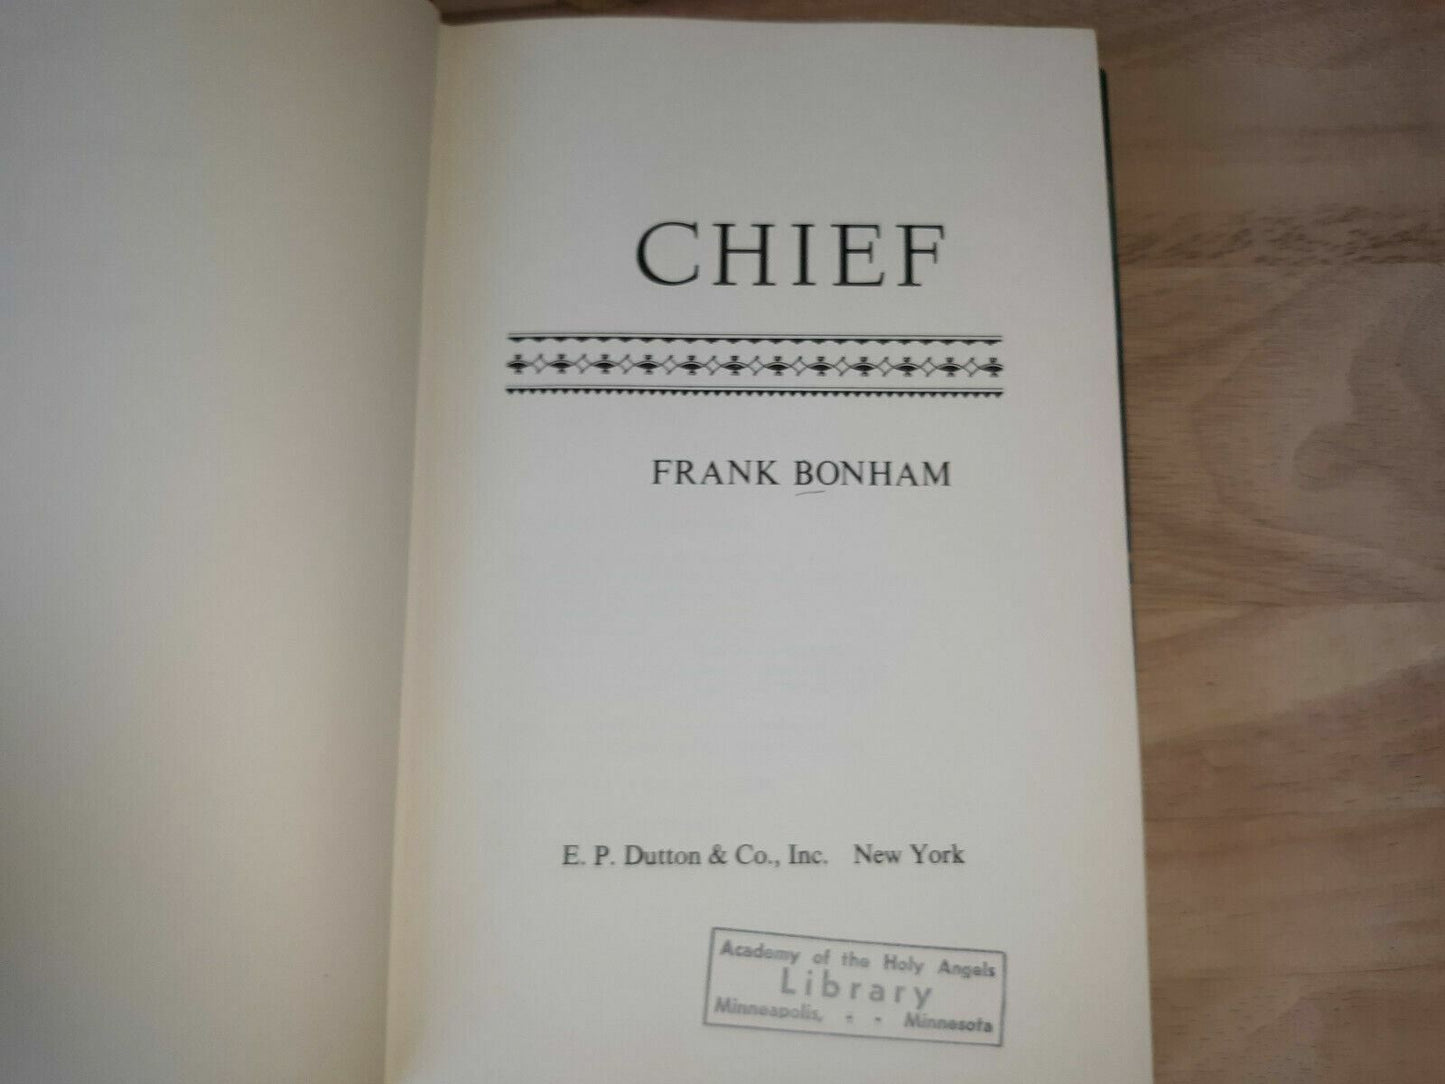 CHIEF
FRANK BONHAM
E. P. Dutton & Co., Inc. New York
Academy of the Holy Angels
Library
Minneapolis, - - Minnesota